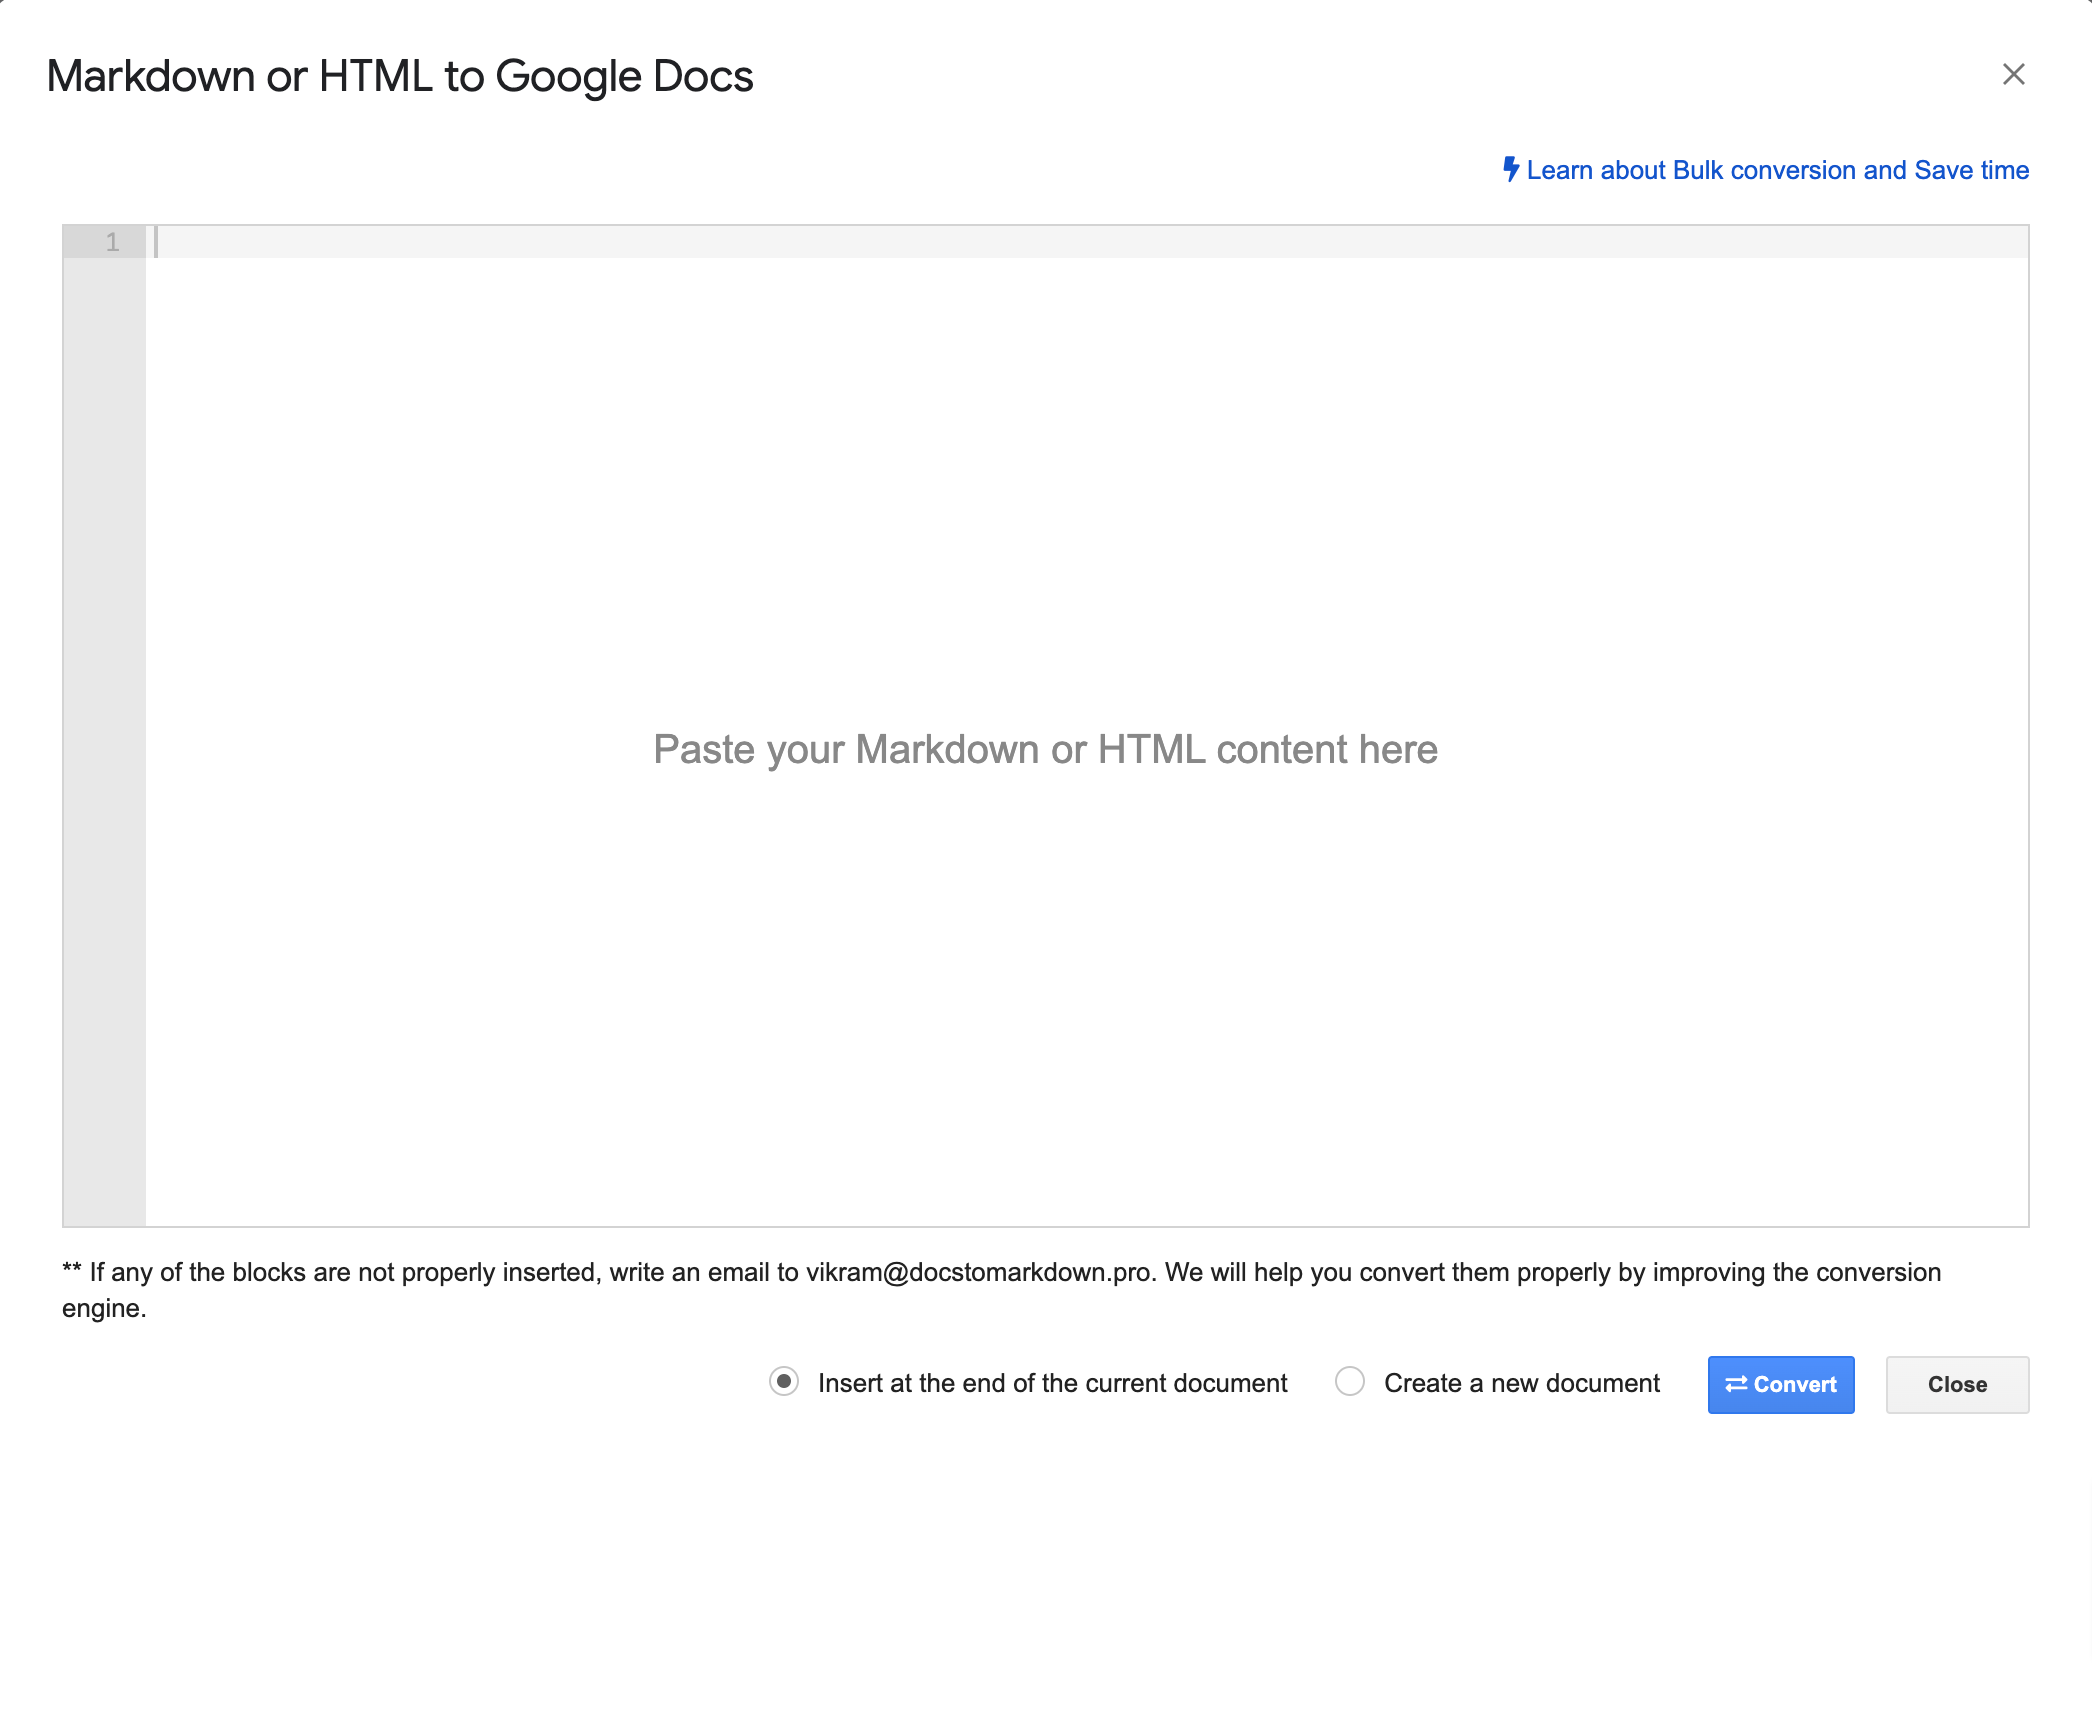 Markdown or HTML to Google Docs
Learn about Bulk conversion and Save time
1
Paste your Markdown or HTML content here
** If any of the blocks are not properly inserted, write an email to vikram@docstomarkdown.pro. We will help you convert them properly by improving the conversion
engine.
Insert at the end of the current document Create a new document Convert Close